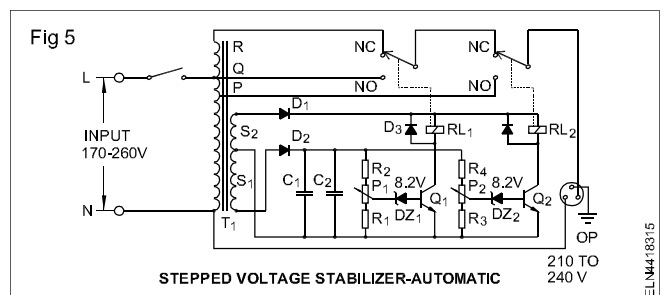 Fig 5
R
Q
P
NC
NC
NO
NO
L
INPUT
170-260V
N
D1
D2
S2
S1
T1
C1
C2
R2
P1
R1
8.2V
DZ1
D3
RL1
Q1
R4
P2
R3
8.2V
DZ2
RL2
Q2
OP
210 TO
240 V
STEPPED VOLTAGE STABILIZER-AUTOMATIC
ELN4418315